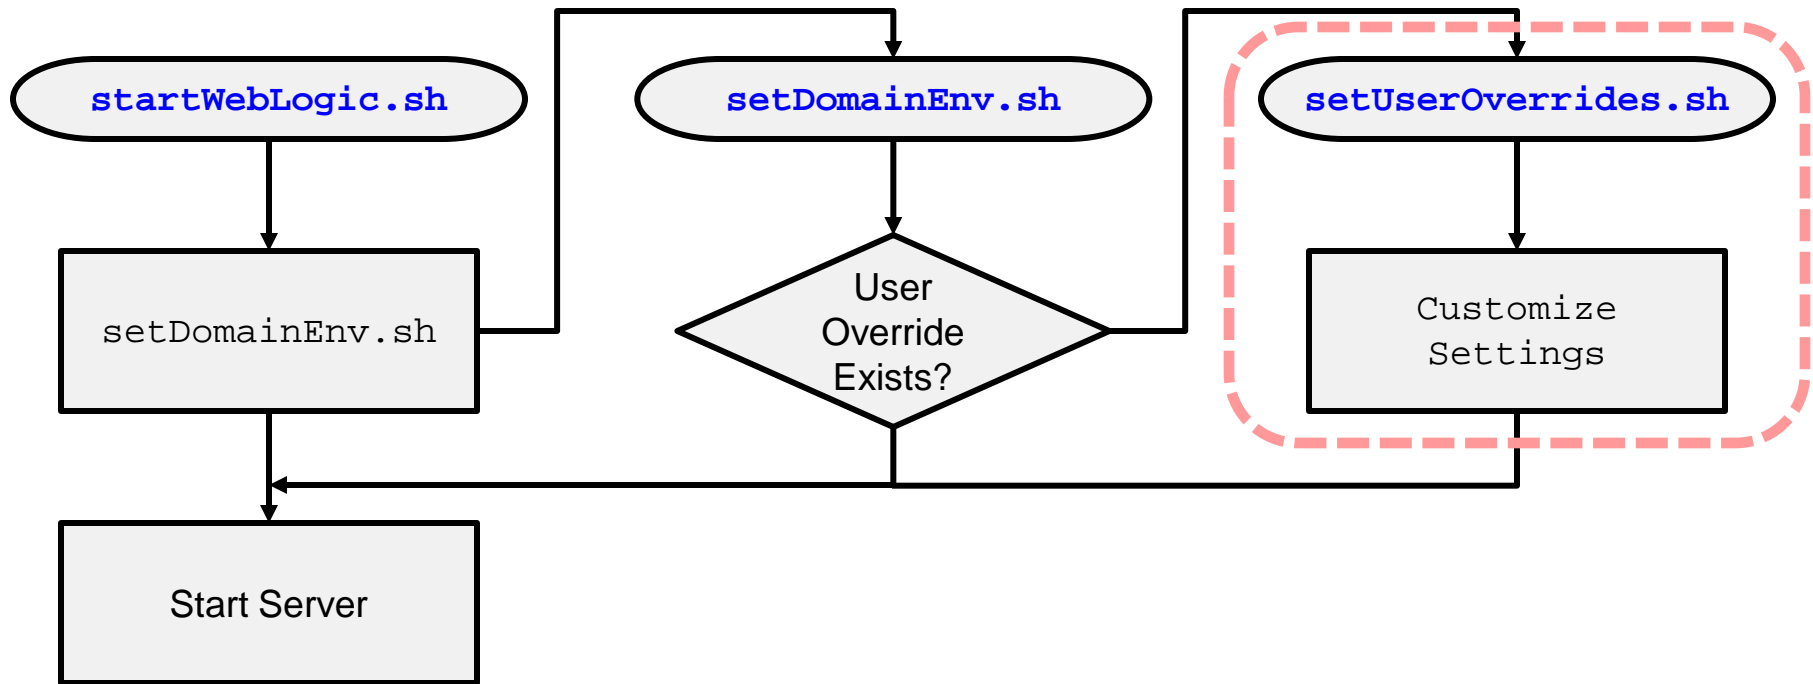 startWebLogic.sh
setDomainEnv.sh
setUserOverrides.sh
setDomainEnv.sh
User
Override
Exists?
Customize
Settings
Start Server